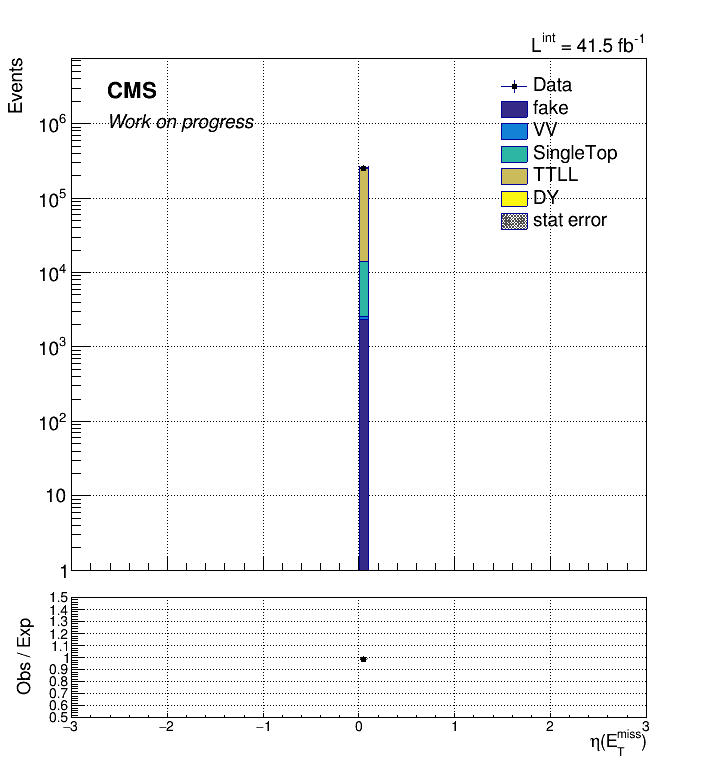 L^int = 41.5 fb^-1
Events
CMS
Work on progress
Data
fake
VV
SingleTop
TTLL
DY
stat error
10^6
10^5
10^4
10^3
10^2
10
1
Obs / Exp
1.5
1.4
1.3
1.2
1.1
1
0.9
0.8
0.7
0.6
0.5
−3 −2 −1 0 1 2 3
η(E_T^miss)